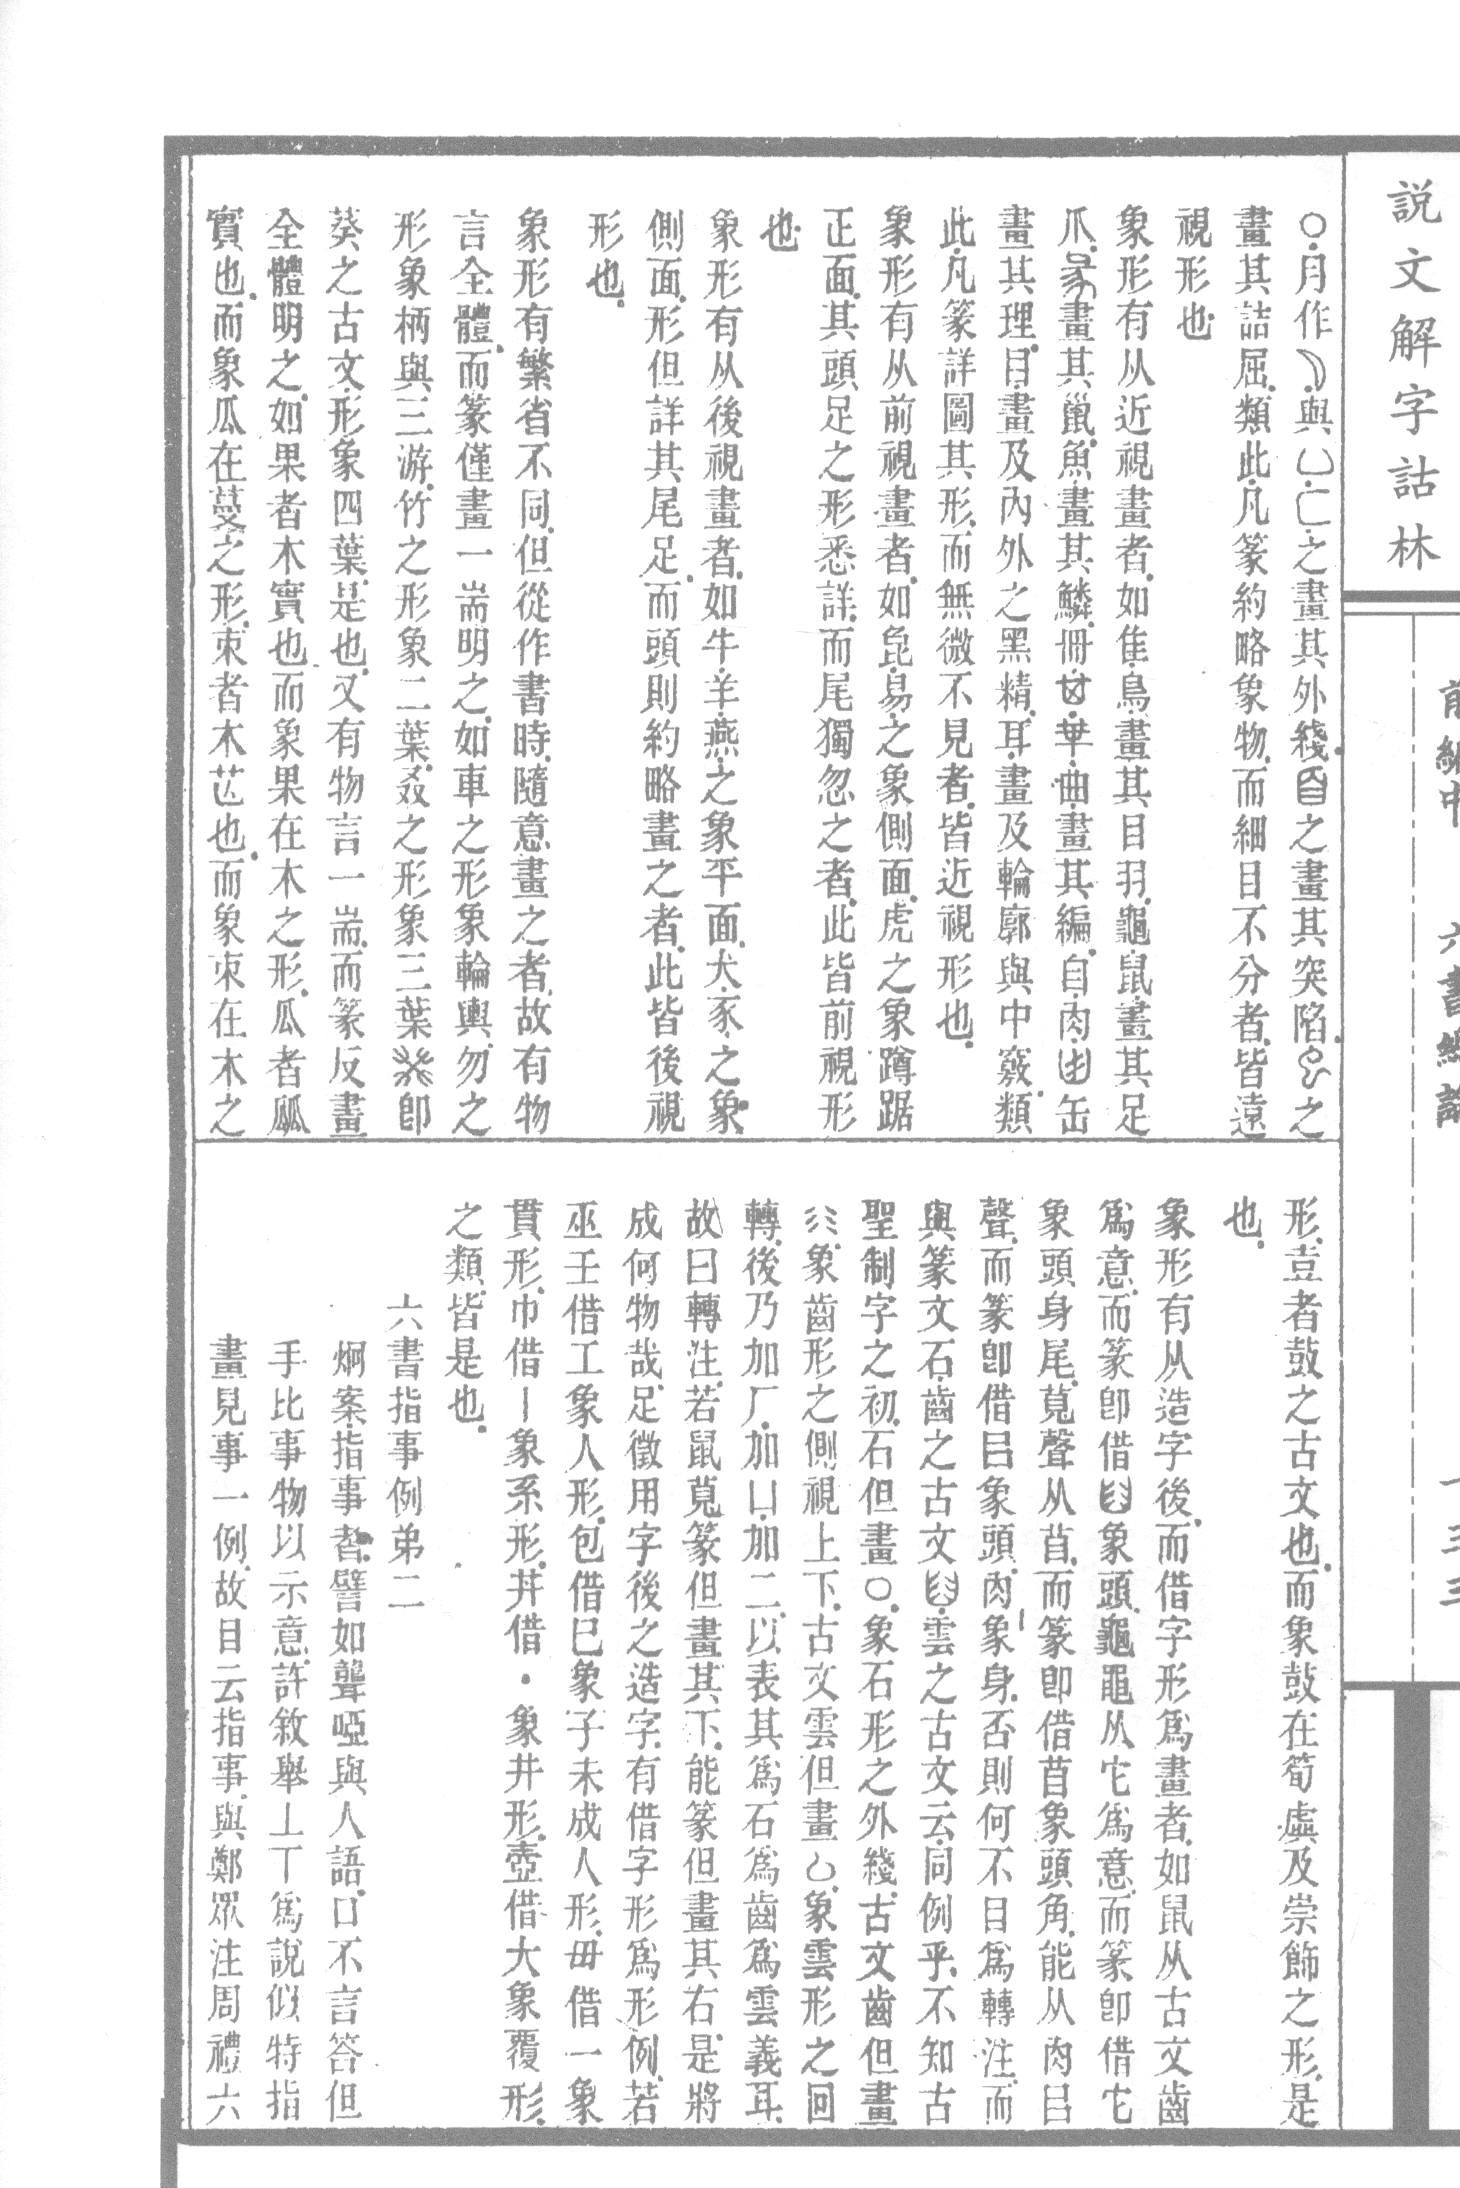 說文解字詁林
前編中
六書總論
一三三
○月作☽與凵匚之畫其外綫𦣻之畫其突陷𠃬之
畫其詰屈類此凡篆約略象物而細目不分者皆遠
視形也
象形有从近視畫者如隹鳥畫其目羽龜鼠畫其足
爪彖畫其鬣魚畫其鱗冊𠀠𠦒曲畫其編自肉甾缶
畫其理目畫及內外之黑精耳畫及輪廓與中竅類
此凡篆詳圖其形而無微不見者皆近視形也
象形有从前視畫者如㲋易之象側面虎之象蹲踞
正面其頭足之形悉詳而尾獨忽之者此皆前視形
也
象形有从後視畫者如牛羊燕之象平面犬豕之象
側面形但詳其尾足而頭則約略畫之者此皆後視
形也
象形有繁省不同但從作書時隨意畫之者故有物
言全體而篆僅畫一耑明之如車之形象輪輿勿之
形象柄與三游竹之形象二葉叒之形象三葉𣎳卽
葵之古文形象四葉是也又有物言一耑而篆反畫
全體明之如果者木實也而象果在木之形瓜者㼌
實也而象瓜在蔓之形朿者木芒也而象朿在木之
形壴者鼓之古文也而象鼓在筍虡及崇飾之形是
也
象形有从造字後而借字形爲畫者如鼠从古文齒
爲意而篆卽借𦥒象頭龜黽从它爲意而篆卽借它
象頭身尾莧聲从𥄕而篆卽借𥄕象頭角能从肉㠯
聲而篆卽借㠯象頭肉象身否則何不目爲轉注而
與篆文石齒之古文𦥒雲之古文云同例乎不知古
聖制字之初石但畫○象石形之外綫古文齒但畫
象齒形之側視上下古文雲但畫象雲形之回
轉後乃加厂加凵加二以表其爲石爲齒爲雲義耳
故曰轉注若鼠莧篆但畫其下能篆但畫其右是將
成何物哉足徵用字後之造字有借字形爲形例若
巫壬借工象人形包借巳象子未成人形毌借一象
貫形巾借丨象系形丼借・象井形壺借大象覆形
之類皆是也
六書指事例弟二
炯案指事者譬如聾啞與人語口不言答但
手比事物以示意許敘舉丄丅爲說似特指
畫見事一例故目云指事與鄭眾注周禮六